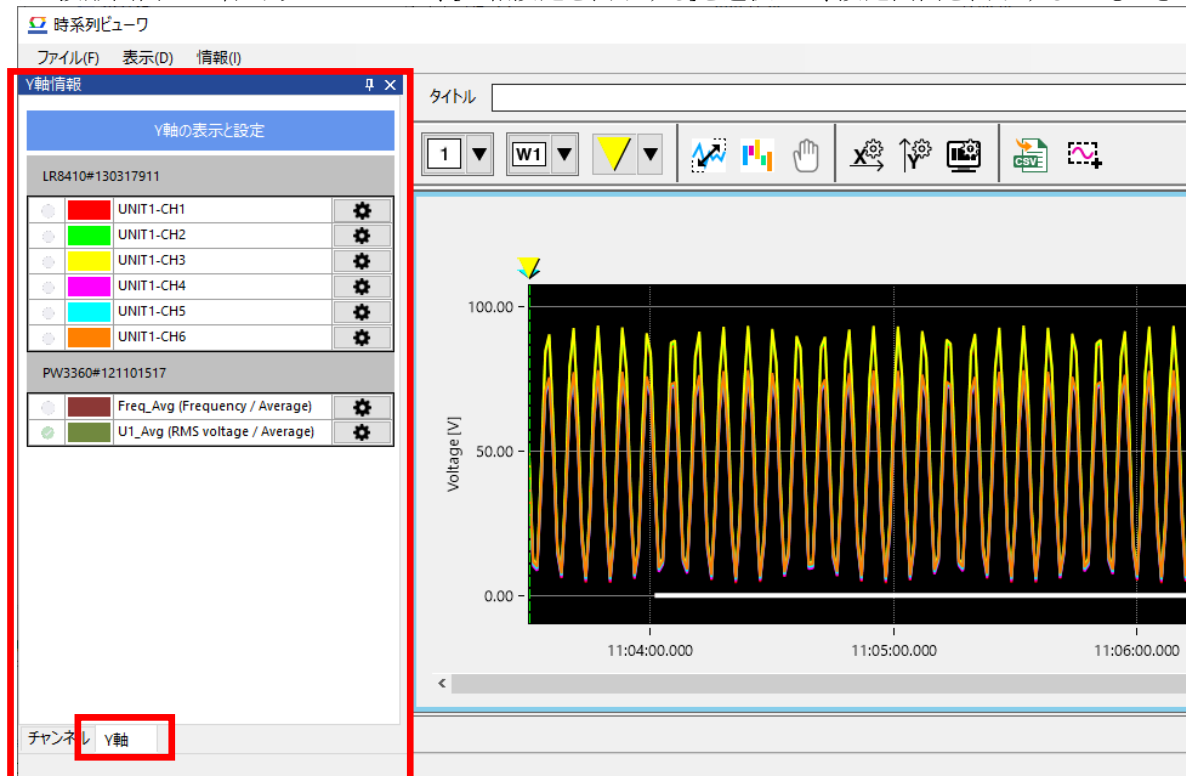 時系列ビューワ
ファイル(F) 表示(D) 情報(I)
Y軸情報
タイトル
Y軸の表示と設定
1 W1
CSV
LR8410#130317911
UNIT1-CH1
UNIT1-CH2
UNIT1-CH3
UNIT1-CH4
UNIT1-CH5
UNIT1-CH6
PW3360#121101517
Freq_Avg (Frequency / Average)
U1_Avg (RMS voltage / Average)
100.00
50.00
0.00
Voltage [V]
11:04:00.000 11:05:00.000 11:06:00.000
チャンネル Y軸